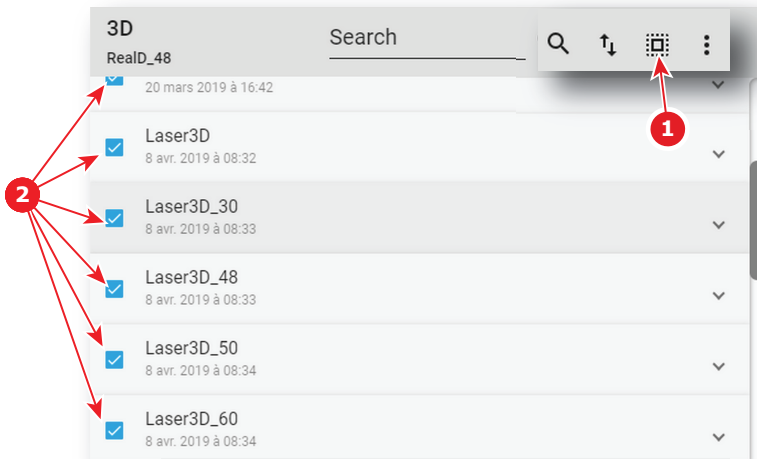 3D
RealD_48
Search
20 mars 2019 à 16:42
1
Laser3D
8 avr. 2019 à 08:32
2
Laser3D_30
8 avr. 2019 à 08:33
Laser3D_48
8 avr. 2019 à 08:33
Laser3D_50
8 avr. 2019 à 08:34
Laser3D_60
8 avr. 2019 à 08:34